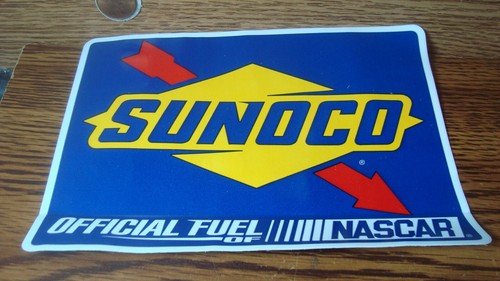 SUNOCO
®
OFFICIAL FUEL OF NASCAR